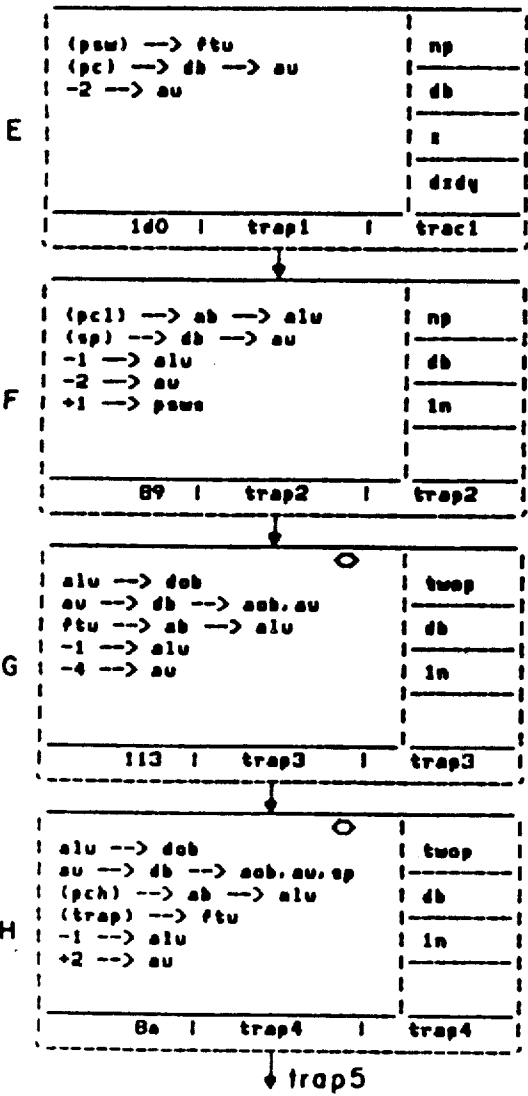 (psw) --> ftu
(pc) --> db --> au
-2 --> au
np
db
x
dxdy
E
1d0 | trap1 | trac1
(pcl) --> ab --> alu
(sp) --> db --> au
-1 --> alu
-2 --> au
+1 --> psws
np
db
1n
F
89 | trap2 | trap2
alu --> dob
au --> db --> aob,au
ftu --> ab --> alu
-1 --> alu
-4 --> au
twop
db
1n
G
113 | trap3 | trap3
alu --> dob
au --> db --> aob,au,sp
(pch) --> ab --> alu
(trap) --> ftu
-1 --> alu
+2 --> au
twop
db
1n
H
8a | trap4 | trap4
trap5